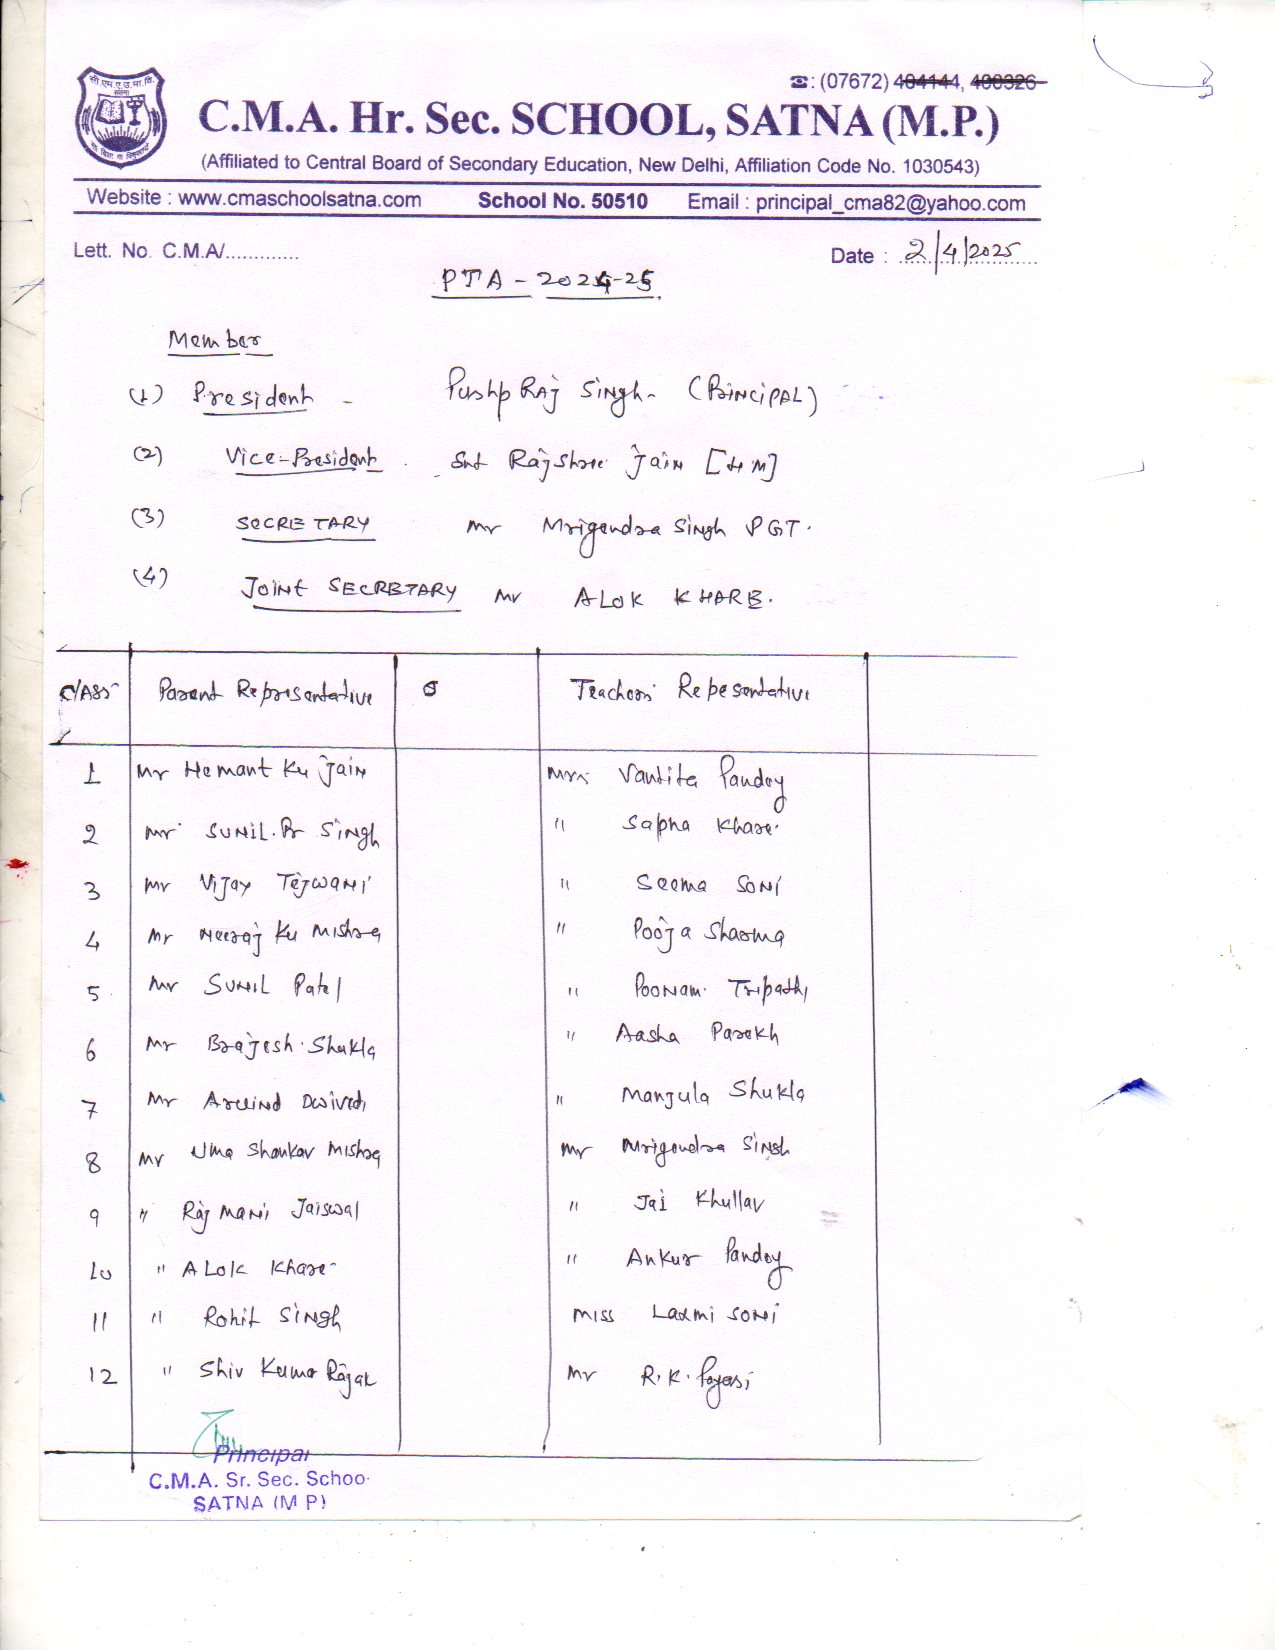 ☎: (07672) 404144, 400326
C.M.A. Hr. Sec. SCHOOL, SATNA (M.P.)
(Affiliated to Central Board of Secondary Education, New Delhi, Affiliation Code No. 1030543)
Website : www.cmaschoolsatna.com School No. 50510 Email : principal_cma82@yahoo.com
Lett. No. C.M.A/............. Date : 2/4/2025
PTA - 2024-25
Member
(1) President - Pushp RAj SiNgh - (PRiNCiPAL)
(2) Vice-President . Smt Rajshree Jain [H M]
(3) SECRETARY Mr Mrigendra Singh PGT.
(4) JOINT SECRETARY Mr ALOK KHARE.
Class Parent Representative Teachers Repesentative
1 Mr Hemant Ku Jain Mrs Vantita Pandey
2 Mr SUNIL. Pr Singh " Sapna Khare
3 Mr Vijay Tejwani " Seema Soni
4 Mr Neeraj Ku Mishra " Pooja Sharma
5 Mr SUNIL Patel " Poonam Tripathi
6 Mr Brajesh Shukla " Aasha Parekh
7 Mr Arvind Dwivedi " Manjula Shukla
8 Mr Uma Shankar Mishra Mr Mrigendra Singh
9 " Raj Mani Jaiswal " Jai Khullar
10 " ALOK Khare " Ankur Pandey
11 " Rohit Singh Miss Laxmi Soni
12 " Shiv Kumar Rajak Mr R.K. Payasi
Principal
C.M.A. Sr. Sec. Schoo
SATNA (M P)